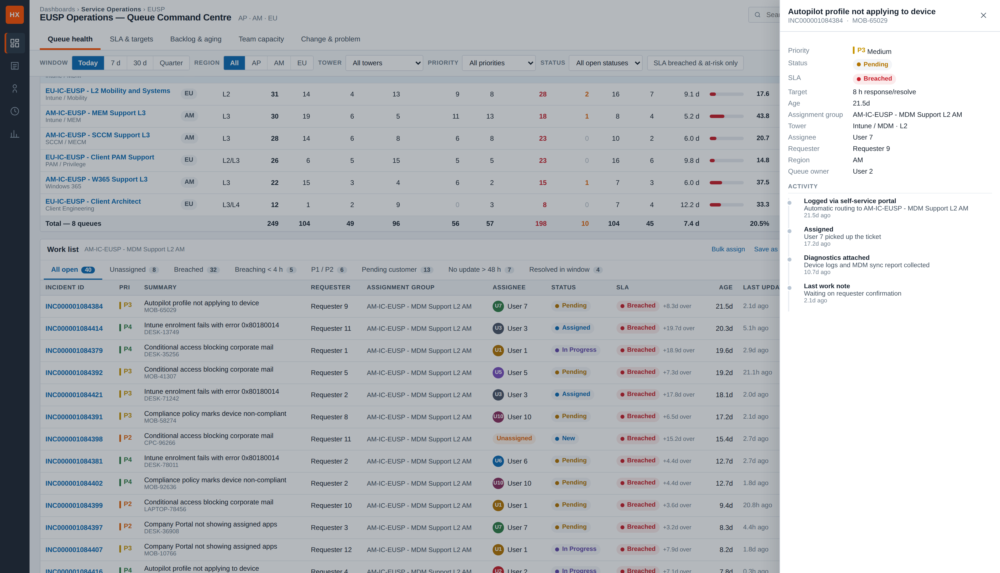 HX
Dashboards › Service Operations › EUSP
EUSP Operations — Queue Command Centre AP · AM · EU
Queue health SLA & targets Backlog & aging Team capacity Change & problem
WINDOW Today 7 d 30 d Quarter REGION All AP AM EU TOWER All towers PRIORITY All priorities STATUS All open statuses SLA breached & at-risk only
EU-IC-EUSP - L2 Mobility and Systems EU L2 31 14 4 13 9 8 28 2 16 7 9.1 d 17.6
Intune / Mobility
AM-IC-EUSP - MEM Support L3 AM L3 30 19 6 5 11 13 18 1 8 4 5.2 d 43.8
Intune / MEM
AM-IC-EUSP - SCCM Support L3 AM L3 28 14 6 8 6 8 23 0 10 2 6.0 d 20.7
SCCM / MECM
EU-IC-EUSP - Client PAM Support EU L2/L3 26 6 5 15 5 5 23 0 16 6 9.8 d 14.8
PAM / Privilege
AM-IC-EUSP - W365 Support L3 AM L3 22 15 3 4 6 2 15 1 7 3 6.0 d 37.5
Windows 365
EU-IC-EUSP - Client Architect EU L3/L4 12 1 2 9 0 3 8 0 7 4 12.2 d 33.3
Client Engineering
Total — 8 queues 249 104 49 96 56 57 198 10 104 45 7.4 d 20.5%
Work list AM-IC-EUSP - MDM Support L2 AM Bulk assign Save as
All open 40 Unassigned 8 Breached 32 Breaching < 4 h 5 P1 / P2 6 Pending customer 13 No update > 48 h 7 Resolved in window 4
INCIDENT ID PRI SUMMARY REQUESTER ASSIGNMENT GROUP ASSIGNEE STATUS SLA AGE
INC000001084384 P3 Autopilot profile not applying to device Requester 9 AM-IC-EUSP - MDM Support L2 AM U7 User 7 Pending Breached +8.3d over 21.5d 2.1d ago
MOB-65029
INC000001084414 P4 Intune enrolment fails with error 0x80180014 Requester 11 AM-IC-EUSP - MDM Support L2 AM U3 User 3 Assigned Breached +19.7d over 20.3d 5.1h ago
DESK-13749
INC000001084379 P4 Conditional access blocking corporate mail Requester 1 AM-IC-EUSP - MDM Support L2 AM U1 User 1 In Progress Breached +18.9d over 19.6d 2.9d ago
DESK-35256
INC000001084392 P3 Conditional access blocking corporate mail Requester 5 AM-IC-EUSP - MDM Support L2 AM U5 User 5 Pending Breached +7.3d over 19.2d 21.1h ago
MOB-41307
INC000001084421 P3 Intune enrolment fails with error 0x80180014 Requester 2 AM-IC-EUSP - MDM Support L2 AM U3 User 3 Assigned Breached +17.8d over 18.1d 2.0d ago
DESK-71242
INC000001084391 P3 Compliance policy marks device non-compliant Requester 8 AM-IC-EUSP - MDM Support L2 AM U10 User 10 Pending Breached +6.5d over 17.2d 2.1d ago
MOB-58274
INC000001084398 P2 Conditional access blocking corporate mail Requester 11 AM-IC-EUSP - MDM Support L2 AM Unassigned New Breached +15.2d over 15.4d 2.7d ago
CPC-96266
INC000001084381 P4 Intune enrolment fails with error 0x80180014 Requester 2 AM-IC-EUSP - MDM Support L2 AM U6 User 6 Pending Breached +4.4d over 12.7d 2.7d ago
DESK-78011
INC000001084402 P4 Compliance policy marks device non-compliant Requester 2 AM-IC-EUSP - MDM Support L2 AM U10 User 10 Pending Breached +4.4d over 12.7d 1.8d ago
MOB-92636
INC000001084399 P2 Conditional access blocking corporate mail Requester 10 AM-IC-EUSP - MDM Support L2 AM U1 User 1 Pending Breached +3.6d over 9.4d 20.8h ago
LAPTOP-78456
INC000001084397 P2 Company Portal not showing assigned apps Requester 3 AM-IC-EUSP - MDM Support L2 AM U7 User 7 Pending Breached +3.2d over 8.3d 4.4h ago
DESK-36908
INC000001084407 P3 Company Portal not showing assigned apps Requester 12 AM-IC-EUSP - MDM Support L2 AM U1 User 1 In Progress Breached +7.9d over 8.2d 1.8d ago
MOB-10766
INC000001084416 P4 Autopilot profile not applying to device Requester 4 AM-IC-EUSP - MDM Support L2 AM U2 User 2 In Progress Breached +7.1d over 7.8d 0.3h ago
Autopilot profile not applying to device
INC000001084384 · MOB-65029
Priority P3 Medium
Status Pending
SLA Breached
Target 8 h response/resolve
Age 21.5d
Assignment group AM-IC-EUSP - MDM Support L2 AM
Tower Intune / MDM · L2
Assignee User 7
Requester Requester 9
Region AM
Queue owner User 2
ACTIVITY
Logged via self-service portal
Automatic routing to AM-IC-EUSP - MDM Support L2 AM
21.5d ago
Assigned
User 7 picked up the ticket
17.2d ago
Diagnostics attached
Device logs and MDM sync report collected
10.7d ago
Last work note
Waiting on requester confirmation
2.1d ago